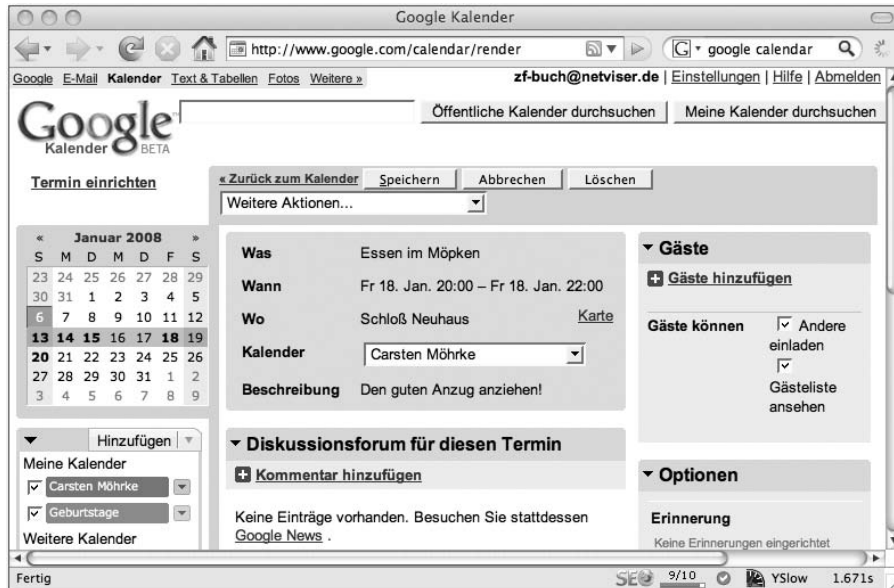 Google Kalender
http://www.google.com/calendar/render
G google calendar
Google E-Mail Kalender Text & Tabellen Fotos Weitere »
zf-buch@netviser.de | Einstellungen | Hilfe | Abmelden
Google
Kalender BETA
Öffentliche Kalender durchsuchen
Meine Kalender durchsuchen
Termin einrichten
« Zurück zum Kalender Speichern Abbrechen Löschen
Weitere Aktionen...
« Januar 2008 »
S M D M D F S
23 24 25 26 27 28 29
30 31 1 2 3 4 5
6 7 8 9 10 11 12
13 14 15 16 17 18 19
20 21 22 23 24 25 26
27 28 29 30 31 1 2
3 4 5 6 7 8 9
Hinzufügen
Meine Kalender
Carsten Möhrke
Geburtstage
Weitere Kalender
Was Essen im Möpken
Wann Fr 18. Jan. 20:00 – Fr 18. Jan. 22:00
Wo Schloß Neuhaus Karte
Kalender Carsten Möhrke
Beschreibung Den guten Anzug anziehen!
Diskussionsforum für diesen Termin
Kommentar hinzufügen
Keine Einträge vorhanden. Besuchen Sie stattdessen
Google News .
Gäste
Gäste hinzufügen
Gäste können Andere
einladen
Gästeliste
ansehen
Optionen
Erinnerung
Keine Erinnerungen eingerichtet
Fertig
SEO 9/10 YSlow 1.671s